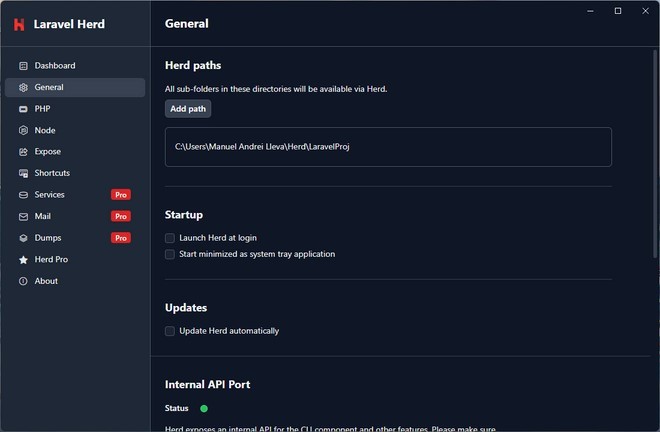 Laravel Herd
General
Dashboard
General
PHP
Node
Expose
Shortcuts
Services Pro
Mail Pro
Dumps Pro
Herd Pro
About
Herd paths
All sub-folders in these directories will be available via Herd.
Add path
C:\Users\Manuel Andrei Lleva\Herd\LaravelProj
Startup
Launch Herd at login
Start minimized as system tray application
Updates
Update Herd automatically
Internal API Port
Status
Herd exposes an internal API for the CLI component and other features. Please make sure